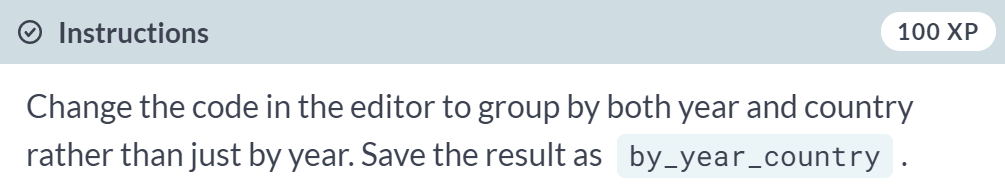 Instructions
100 XP
Change the code in the editor to group by both year and country
rather than just by year. Save the result as by_year_country .